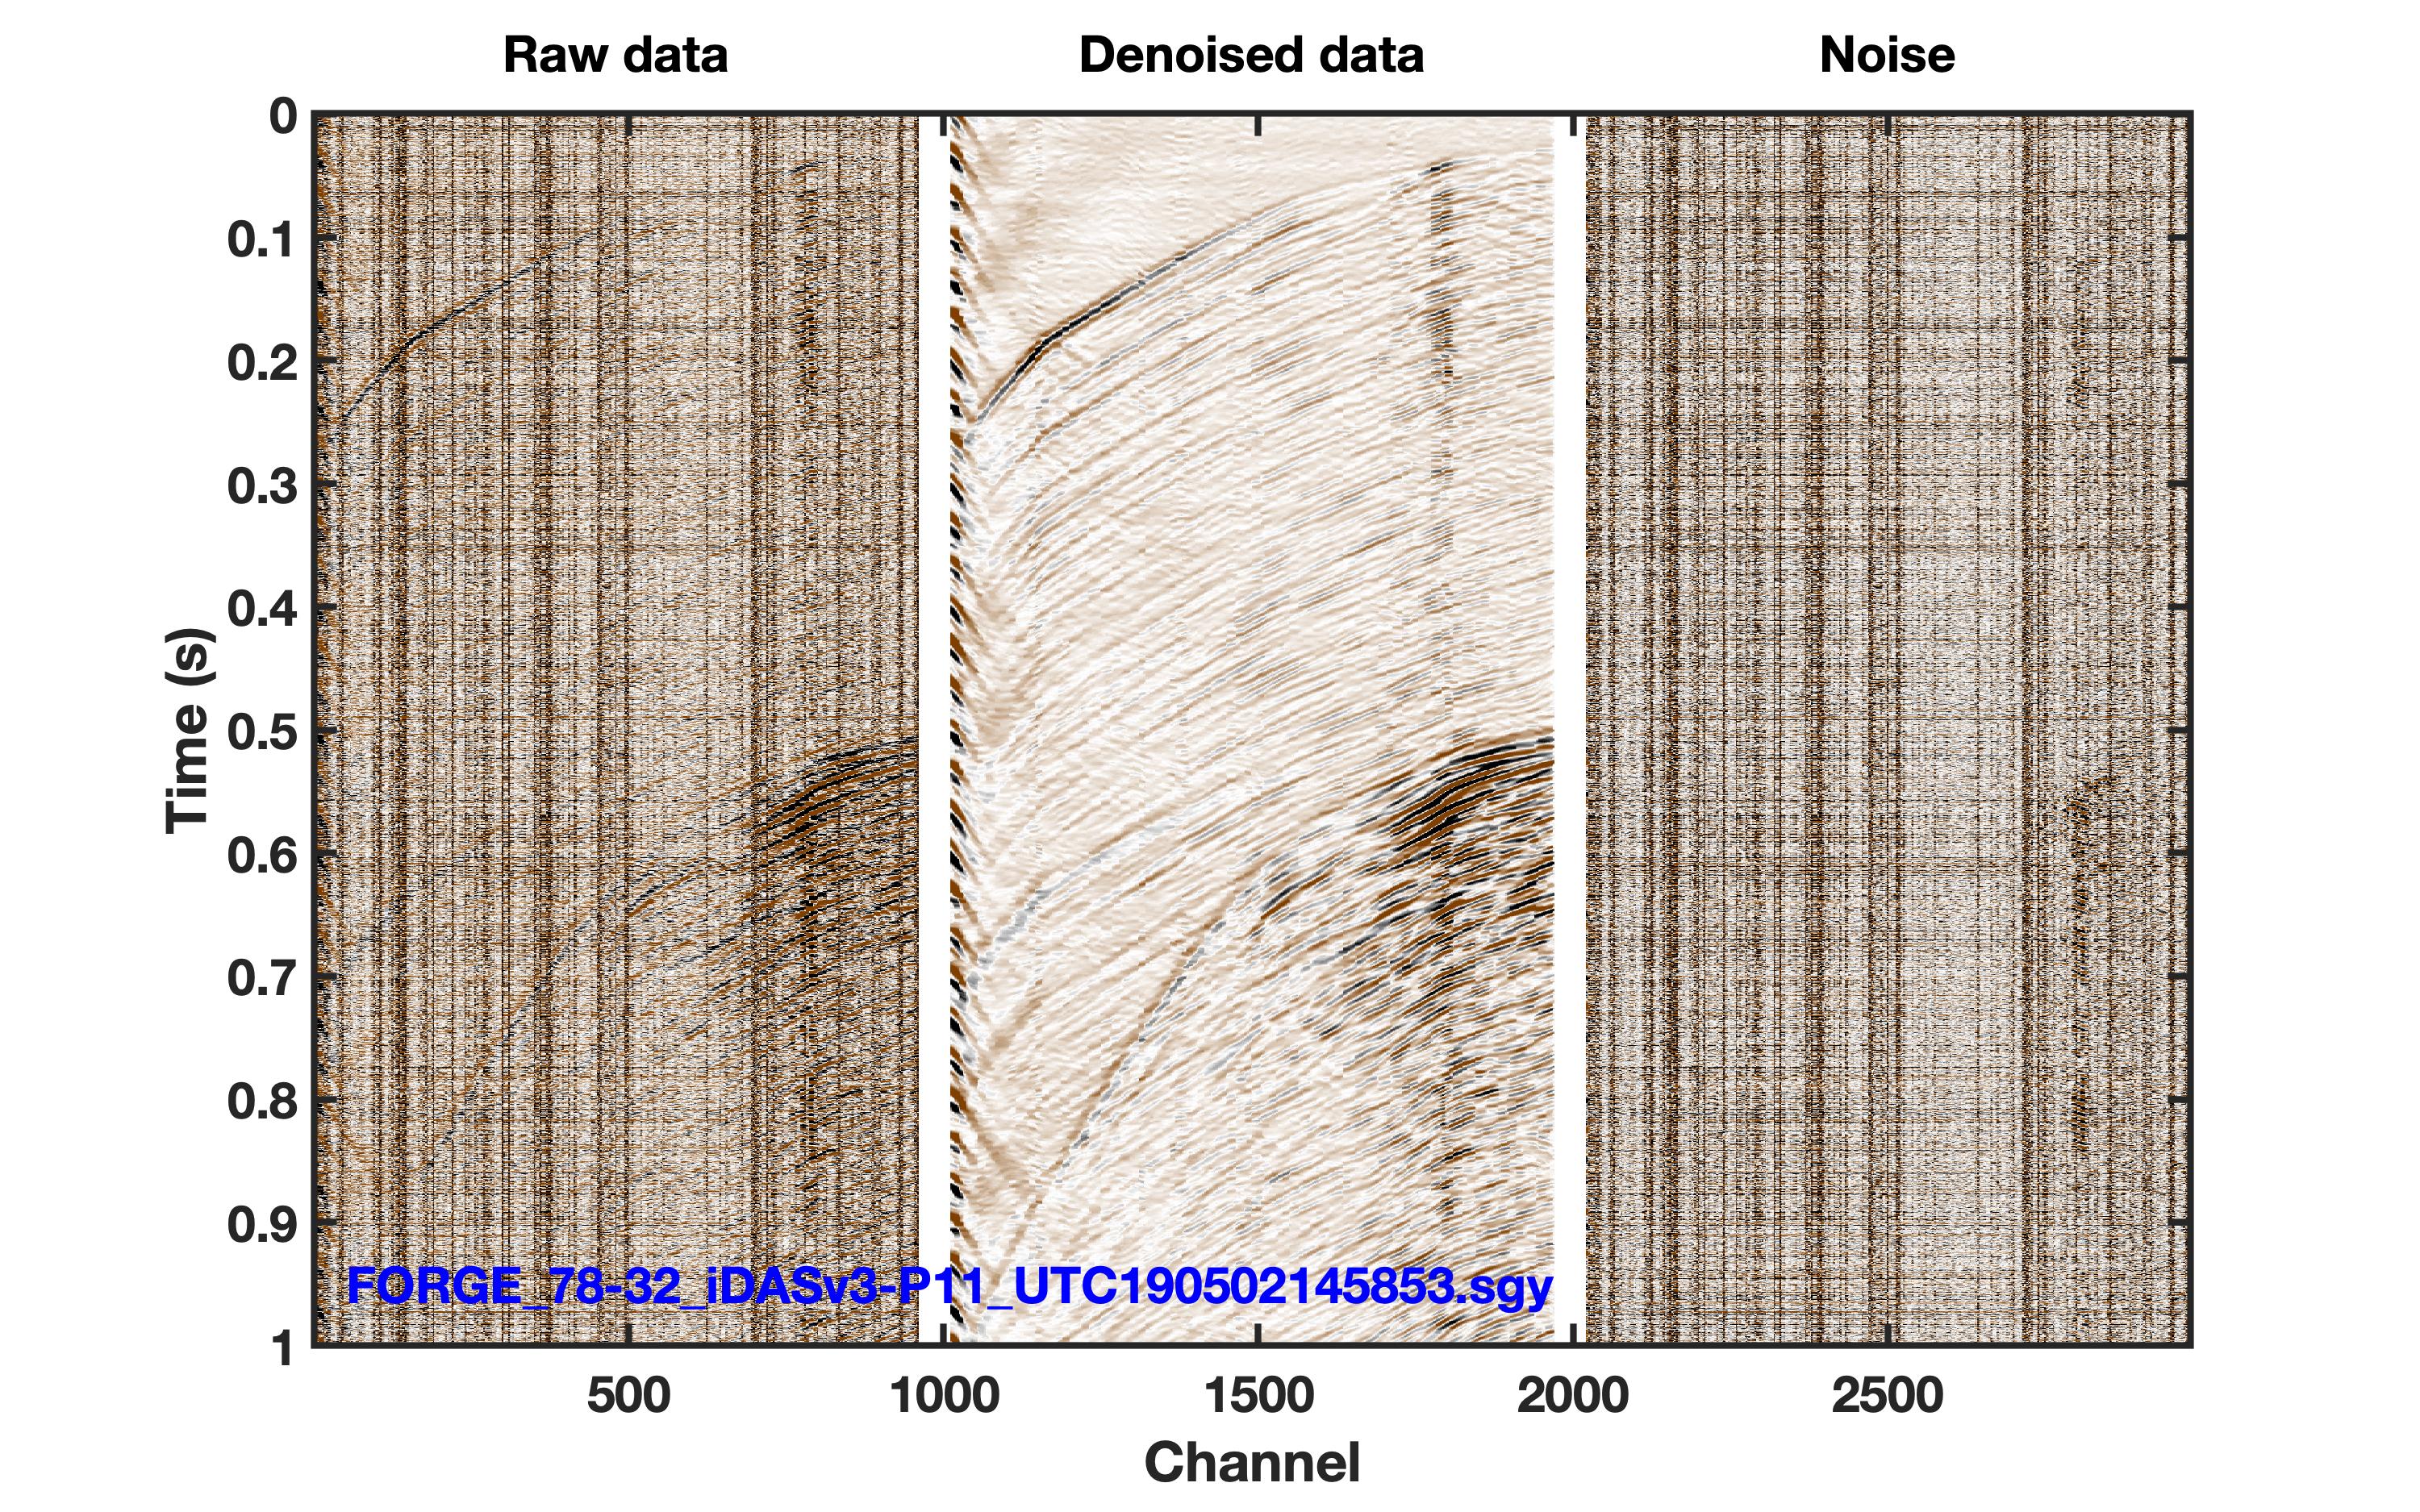 Raw data
Denoised data
Noise
0
0.1
0.2
0.3
0.4
0.5
0.6
0.7
0.8
0.9
1
Time (s)
FORGE_78-32_iDASv3-P11_UTC190502145853.sgy
500
1000
1500
2000
2500
Channel